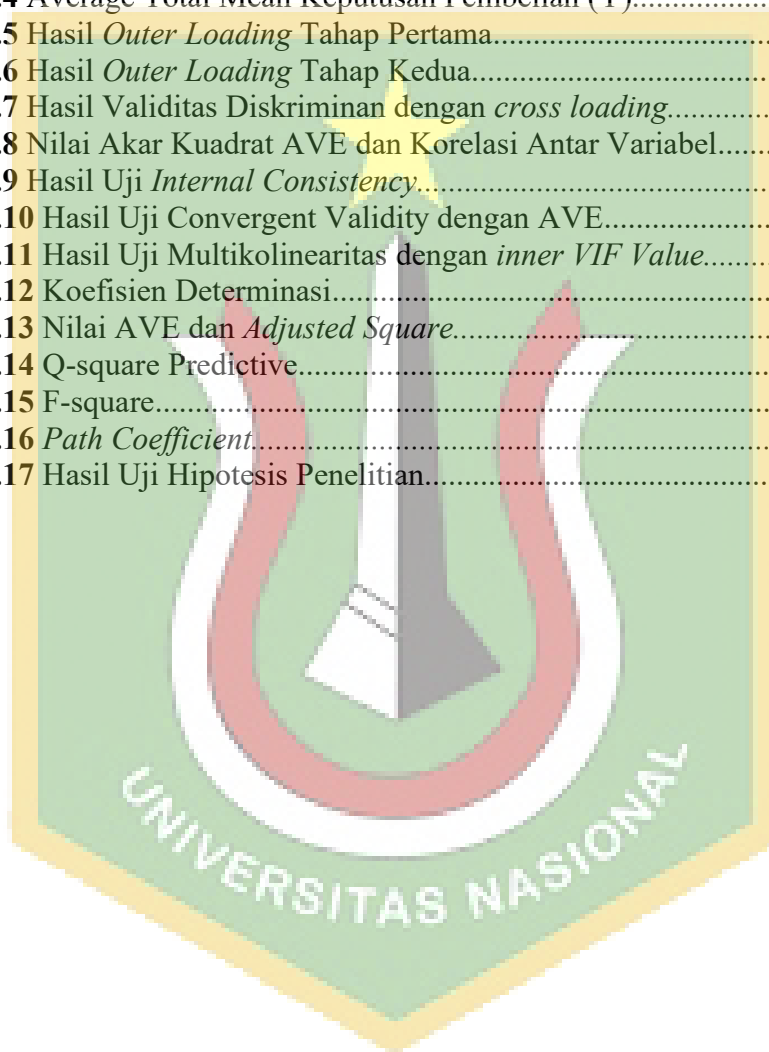 .4 Average Total Mean Keputusan Pembelian (Y)..........................
.5 Hasil Outer Loading Tahap Pertama..........................
.6 Hasil Outer Loading Tahap Kedua..........................
.7 Hasil Validitas Diskriminan dengan cross loading..........................
.8 Nilai Akar Kuadrat AVE dan Korelasi Antar Variabel..........................
.9 Hasil Uji Internal Consistency..........................
.10 Hasil Uji Convergent Validity dengan AVE..........................
.11 Hasil Uji Multikolinearitas dengan inner VIF Value..........................
.12 Koefisien Determinasi..........................
.13 Nilai AVE dan Adjusted Square..........................
.14 Q-square Predictive..........................
.15 F-square..........................
.16 Path Coefficient..........................
.17 Hasil Uji Hipotesis Penelitian..........................
UNIVERSITAS NASIONAL